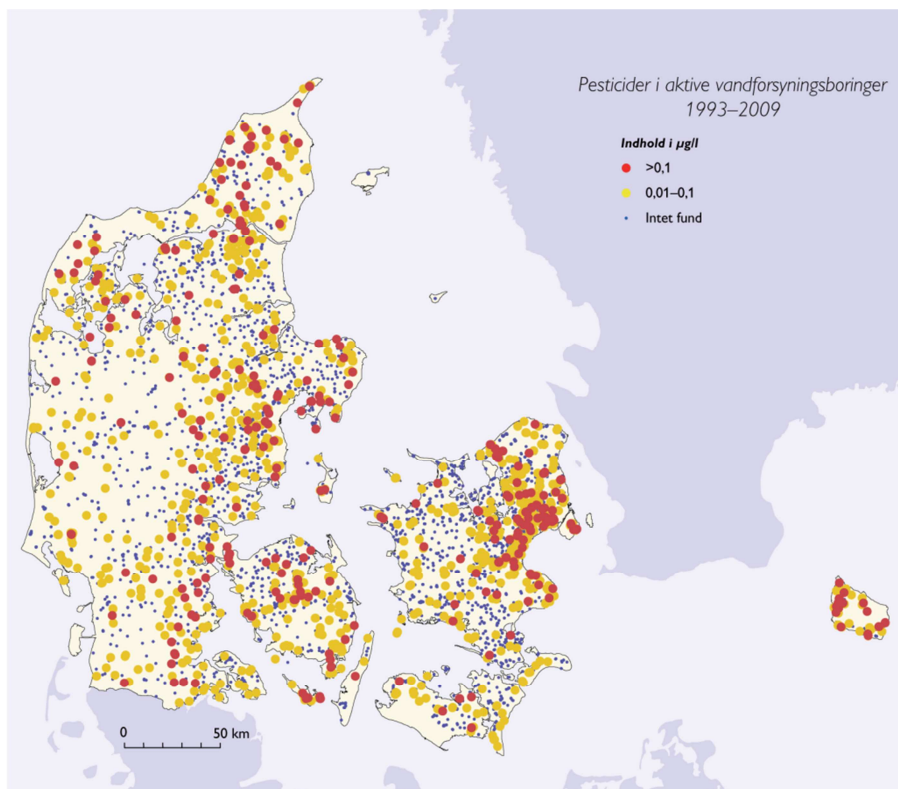 Pesticider i aktive vandforsyningsboringer
1993–2009
Indhold i µg/l
>0,1
0,01–0,1
Intet fund
0 50 km